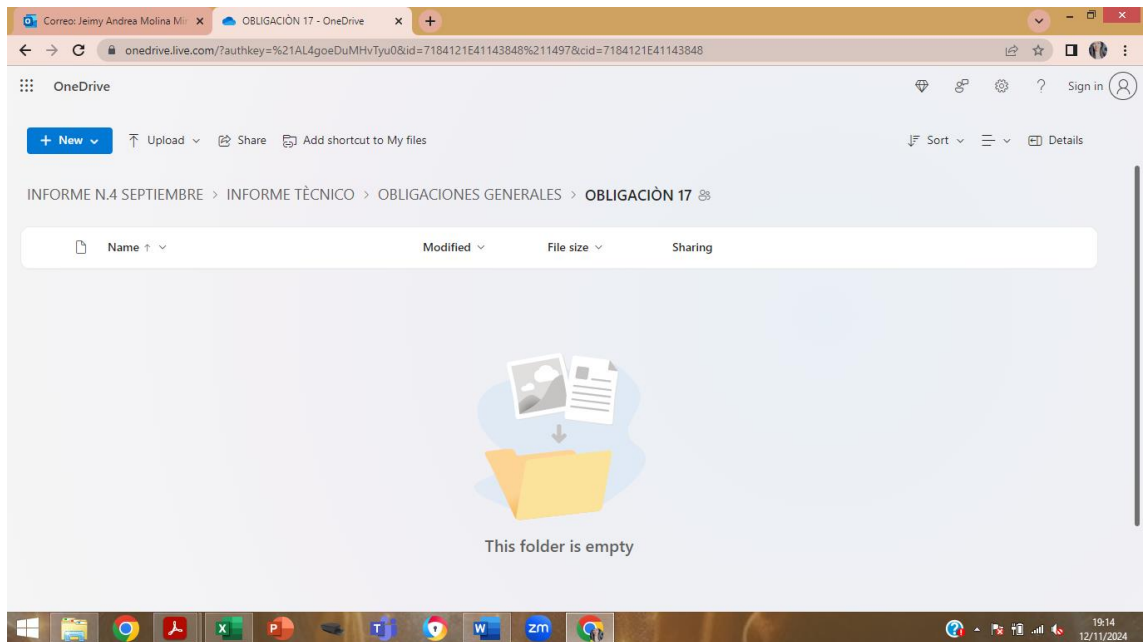 Correo: Jeimy Andrea Molina Mir
OBLIGACIÒN 17 - OneDrive
onedrive.live.com/?authkey=%21AL4goeDuMHvTyu0&id=7184121E41143848%211497&cid=7184121E41143848
OneDrive
Sign in
New
Upload
Share
Add shortcut to My files
Sort
Details
INFORME N.4 SEPTIEMBRE > INFORME TÈCNICO > OBLIGACIONES GENERALES > OBLIGACIÒN 17
Name
Modified
File size
Sharing
This folder is empty
zm
19:14
12/11/2024